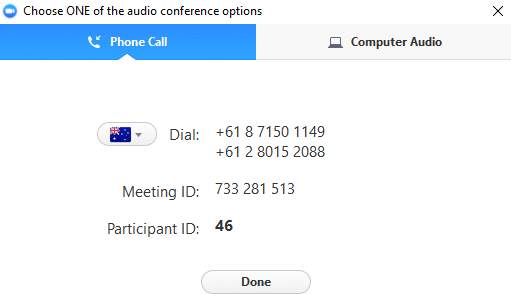 Choose ONE of the audio conference options
Phone Call
Computer Audio
Dial: +61 8 7150 1149
+61 2 8015 2088
Meeting ID: 733 281 513
Participant ID: 46
Done